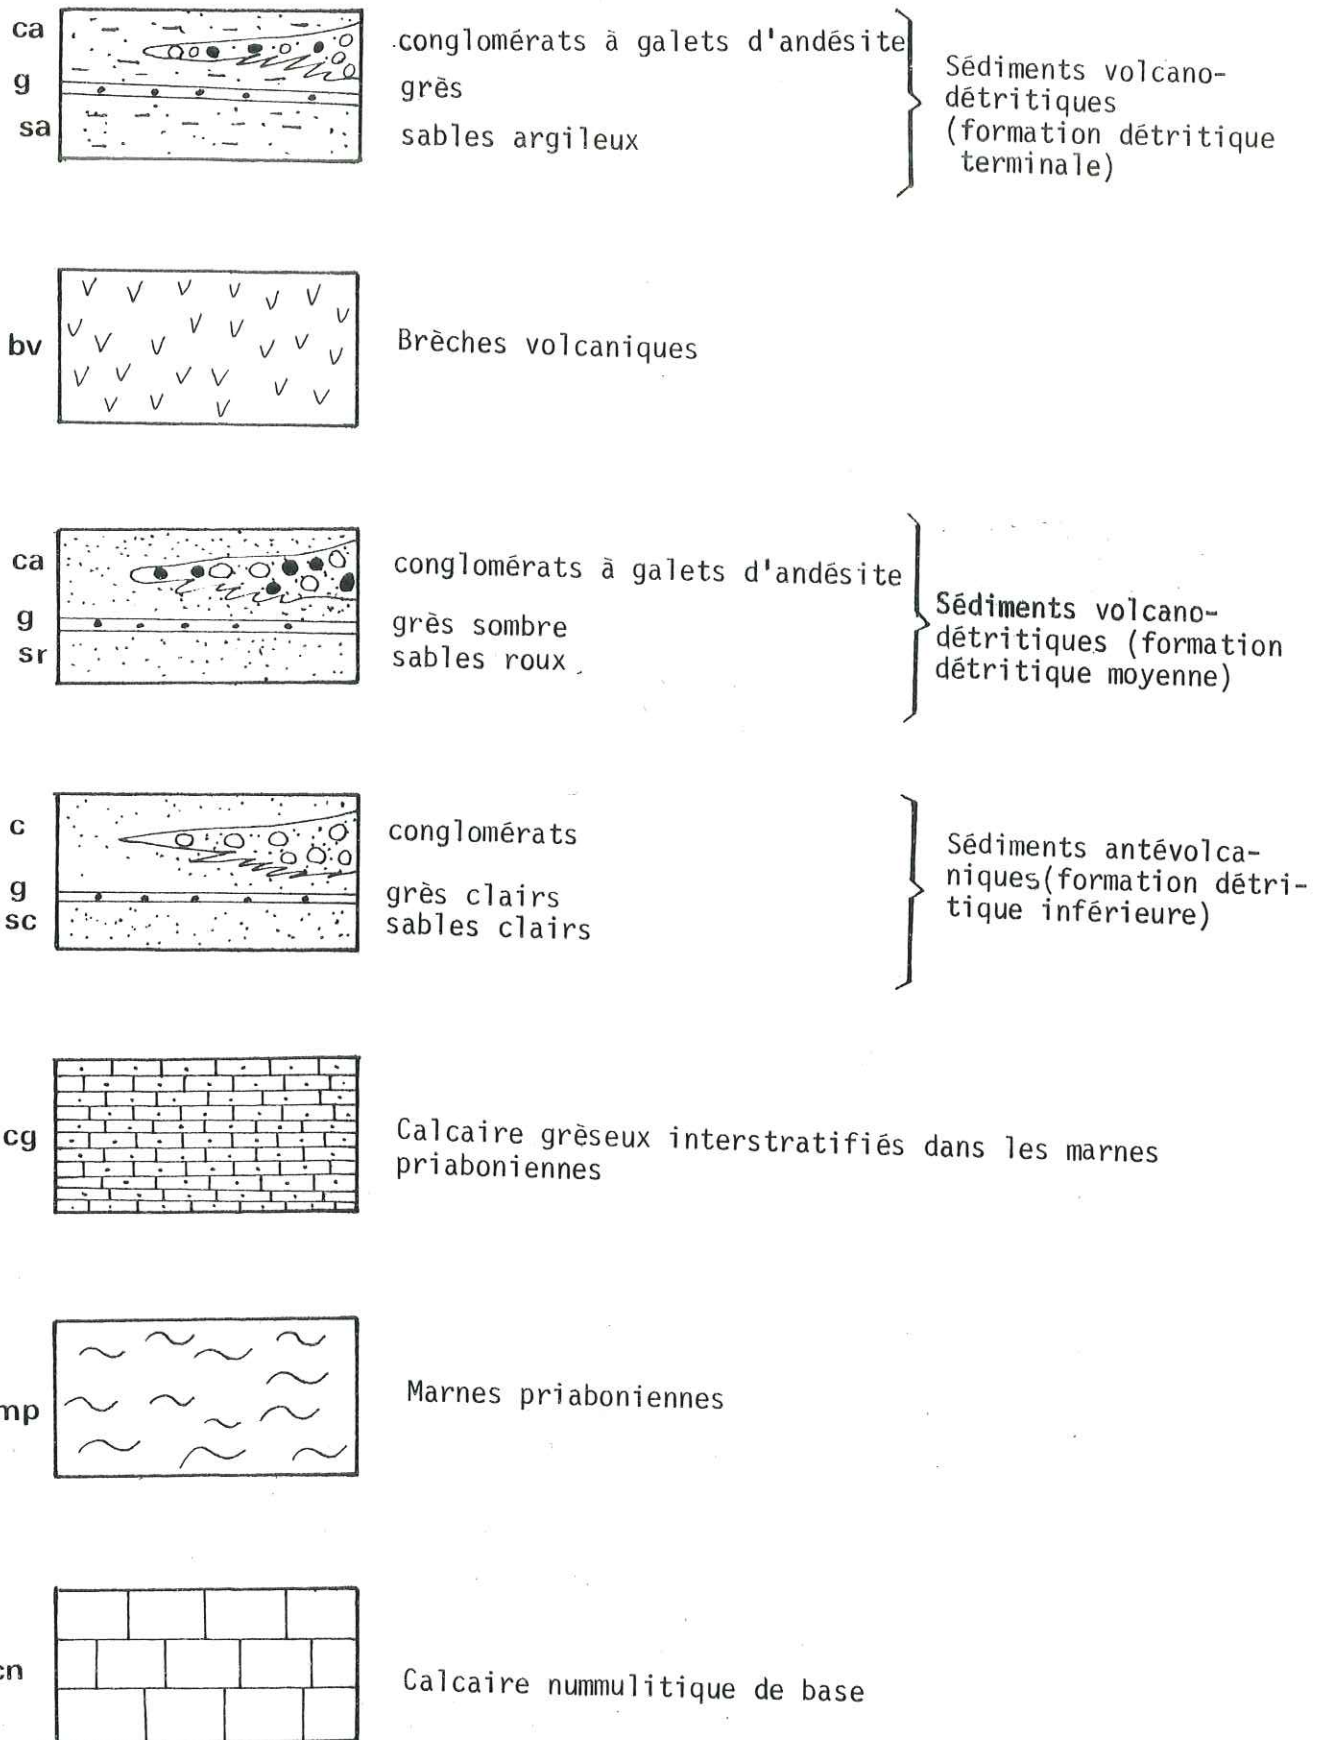 ca conglomérats à galets d'andésite
g grès
sa sables argileux
Sédiments volcano-
détritiques
(formation détritique
terminale)
bv Brèches volcaniques
ca conglomérats à galets d'andésite
g grès sombre
sr sables roux
Sédiments volcano-
détritiques (formation
détritique moyenne)
c conglomérats
g grès clairs
sc sables clairs
Sédiments antévolca-
niques(formation détri-
tique inférieure)
cg Calcaire grèseux interstratifiés dans les marnes
priaboniennes
mp Marnes priaboniennes
cn Calcaire nummulitique de base